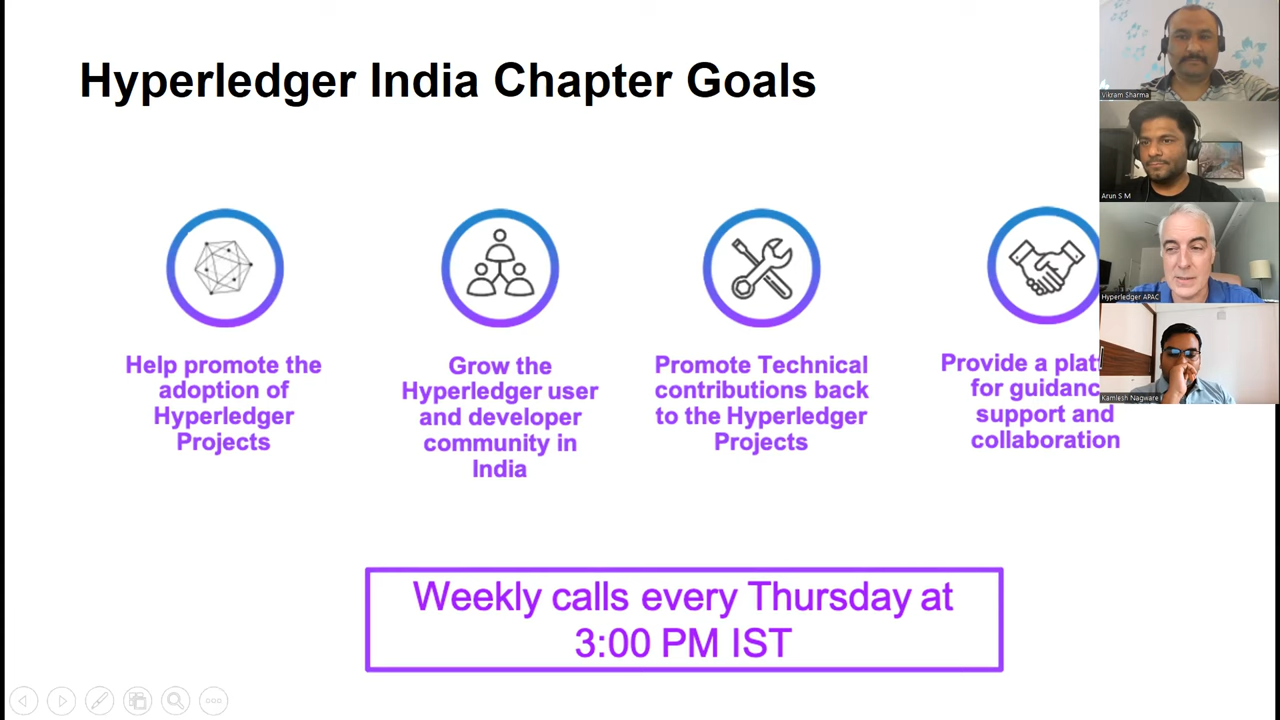 Hyperledger India Chapter Goals
Help promote the
adoption of
Hyperledger
Projects
Grow the
Hyperledger user
and developer
community in
India
Promote Technical
contributions back
to the Hyperledger
Projects
Provide a
for
support and
collaboration
Weekly calls every Thursday at
3:00 PM IST
Vikram Sharma
Arun S M
Hyperledger APAC
Kamlesh Nagware